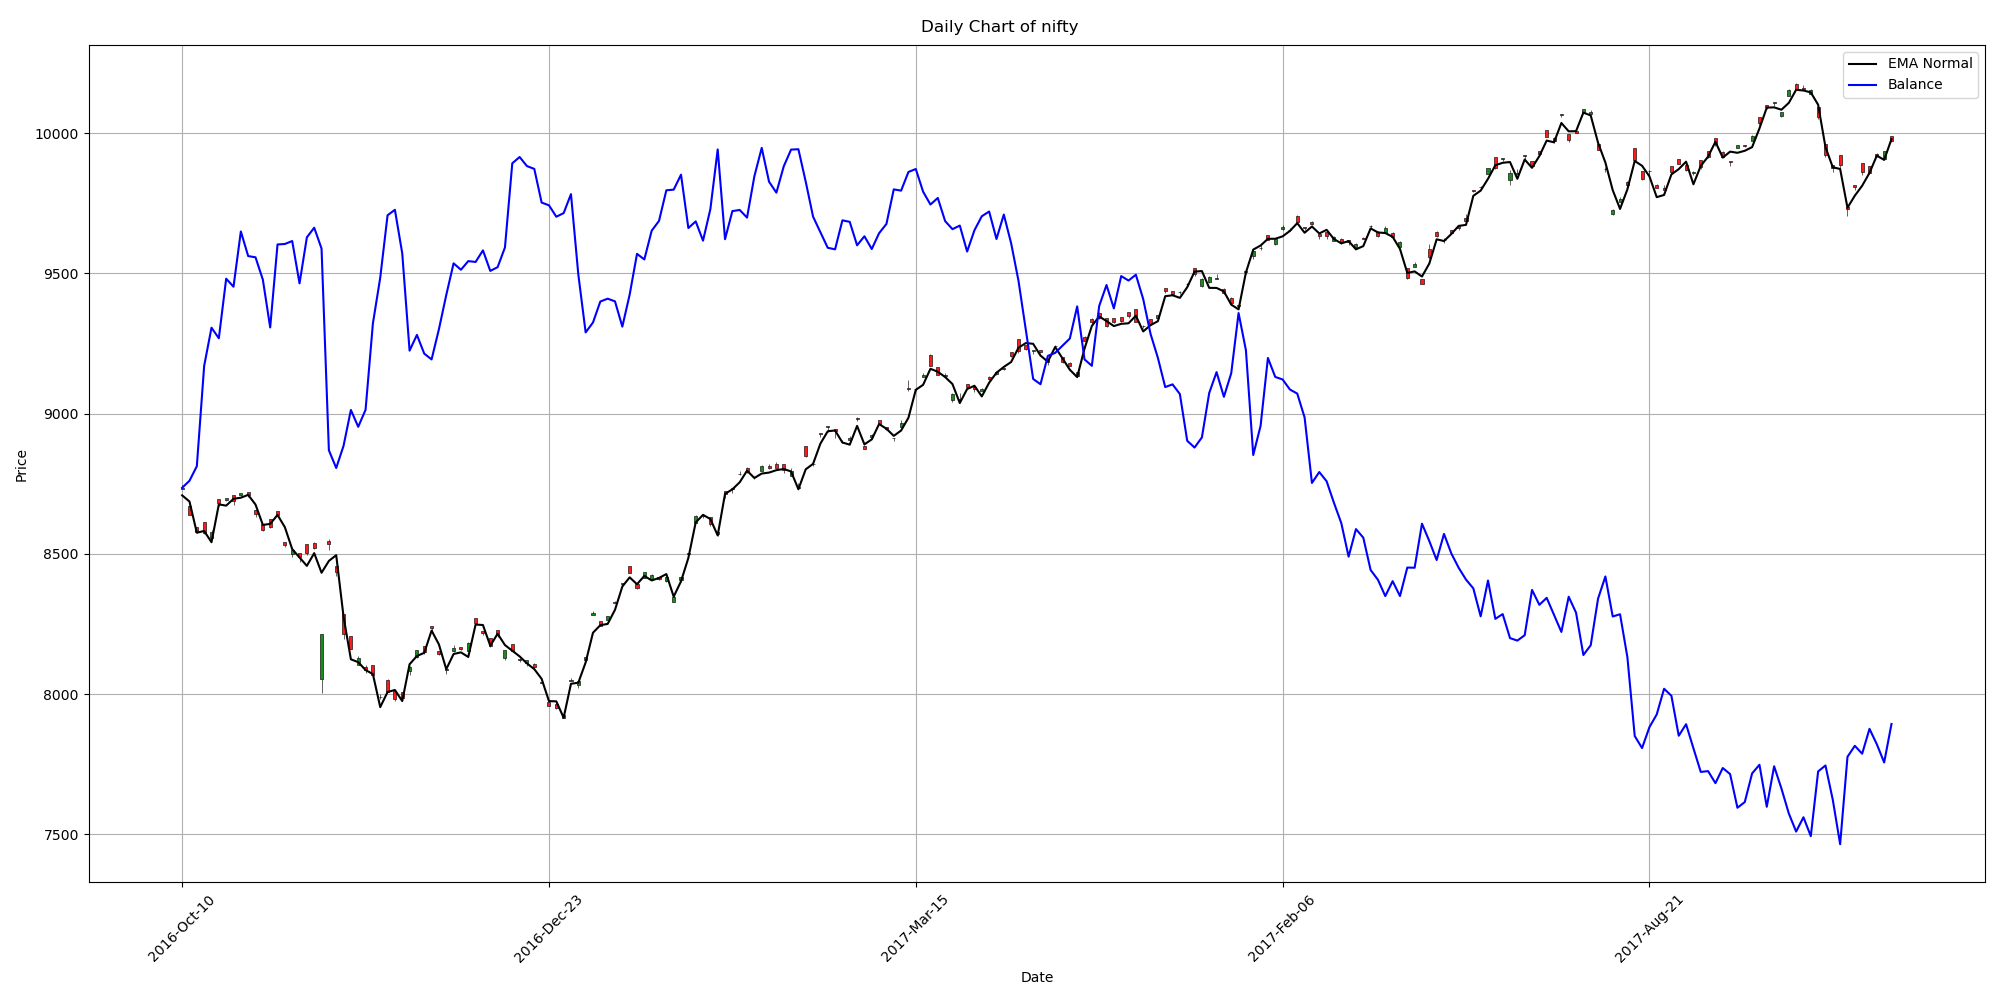 Daily Chart of nifty
EMA Normal
Balance
Price
10000
9500
9000
8500
8000
7500
2016-Oct-10
2016-Dec-23
2017-Mar-15
2017-Feb-06
2017-Aug-21
Date